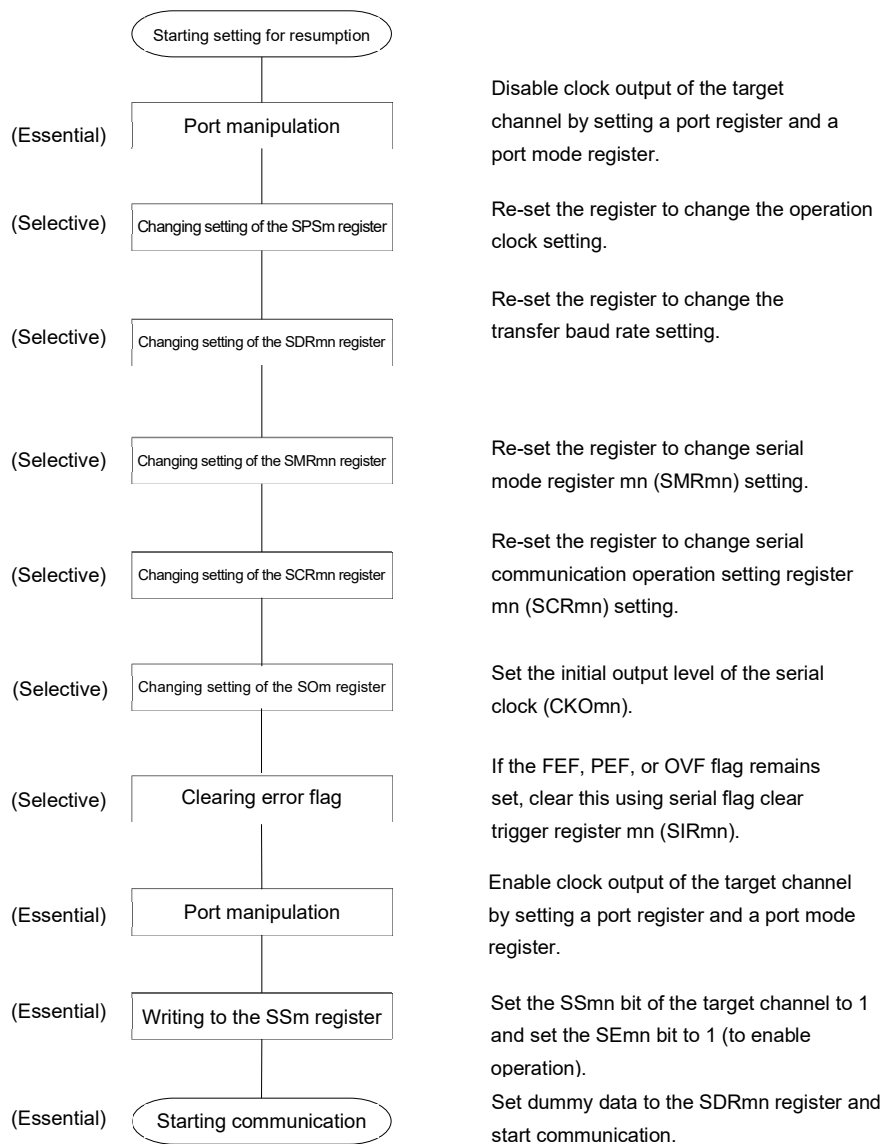 Starting setting for resumption
(Essential)
Port manipulation
Disable clock output of the target
channel by setting a port register and a
port mode register.
(Selective)
Changing setting of the SPSm register
Re-set the register to change the operation
clock setting.
(Selective)
Changing setting of the SDRmn register
Re-set the register to change the
transfer baud rate setting.
(Selective)
Changing setting of the SMRmn register
Re-set the register to change serial
mode register mn (SMRmn) setting.
(Selective)
Changing setting of the SCRmn register
Re-set the register to change serial
communication operation setting register
mn (SCRmn) setting.
(Selective)
Changing setting of the SOm register
Set the initial output level of the serial
clock (CKOmn).
(Selective)
Clearing error flag
If the FEF, PEF, or OVF flag remains
set, clear this using serial flag clear
trigger register mn (SIRmn).
(Essential)
Port manipulation
Enable clock output of the target channel
by setting a port register and a port mode
register.
(Essential)
Writing to the SSm register
Set the SSmn bit of the target channel to 1
and set the SEmn bit to 1 (to enable
operation).
(Essential)
Starting communication
Set dummy data to the SDRmn register and
start communication.